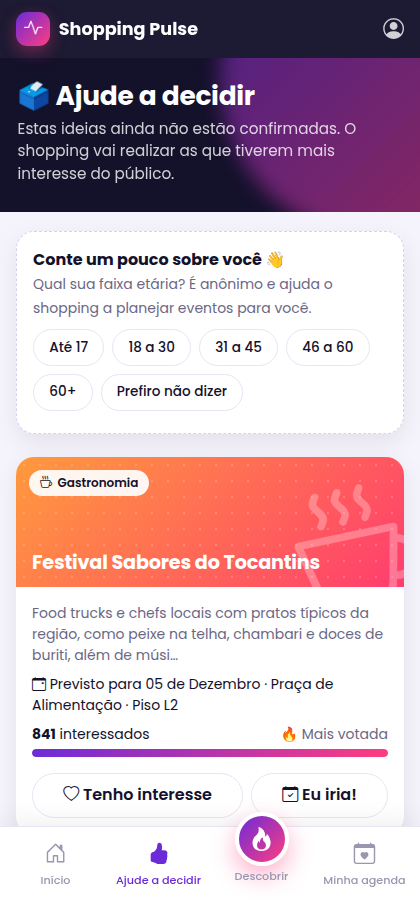 Shopping Pulse
🗳️ Ajude a decidir
Estas ideias ainda não estão confirmadas. O
shopping vai realizar as que tiverem mais
interesse do público.
Conte um pouco sobre você 👋
Qual sua faixa etária? É anônimo e ajuda o
shopping a planejar eventos para você.
Até 17
18 a 30
31 a 45
46 a 60
60+
Prefiro não dizer
Gastronomia
Festival Sabores do Tocantins
Food trucks e chefs locais com pratos típicos da
região, como peixe na telha, chambari e doces de
buriti, além de músi...
Previsto para 05 de Dezembro · Praça de
Alimentação · Piso L2
841 interessados
🔥 Mais votada
Tenho interesse
Eu iria!
Início
Ajude a decidir
Descobrir
Minha agenda